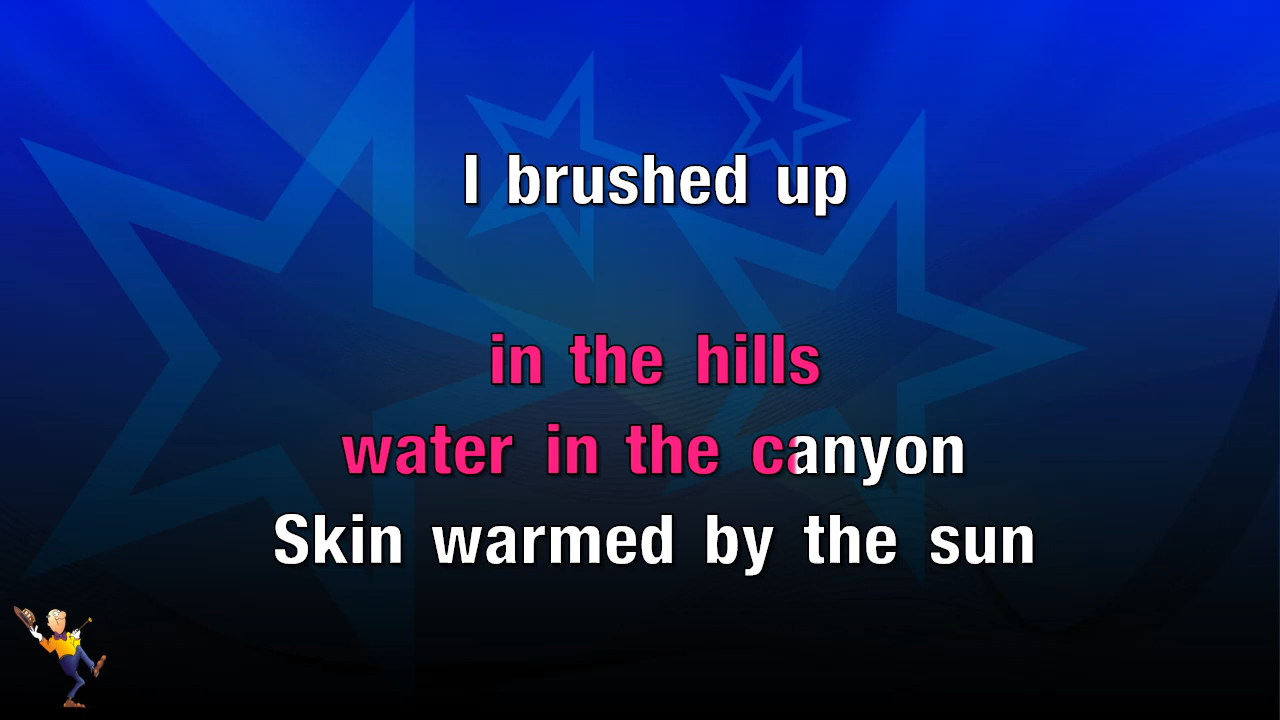 I brushed up
in the hills
water in the canyon
Skin warmed by the sun